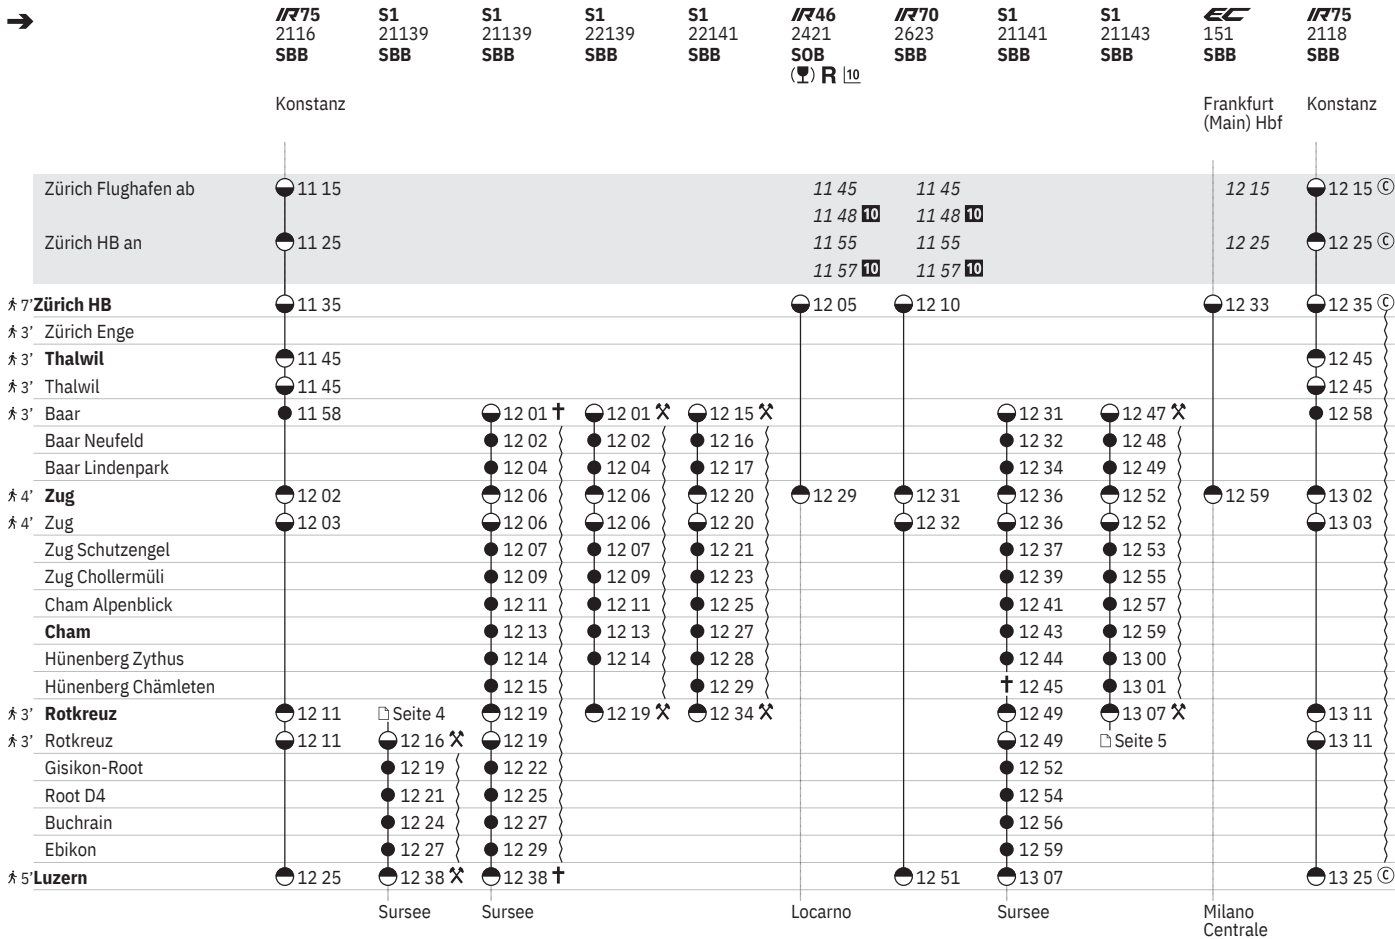 ➔ IR75 S1 S1 S1 S1 IR46 IR70 S1 S1 EC IR75
2116 21139 21139 22139 22141 2421 2623 21141 21143 151 2118
SBB SBB SBB SBB SBB SOB SBB SBB SBB SBB SBB
R 10
Konstanz Frankfurt Konstanz
(Main) Hbf
Zürich Flughafen ab 11 15 11 45 11 45 12 15 12 15 Ⓒ
11 48 10 11 48 10
Zürich HB an 11 25 11 55 11 55 12 25 12 25 Ⓒ
11 57 10 11 57 10
7' Zürich HB 11 35 12 05 12 10 12 33 12 35 Ⓒ
3' Zürich Enge
3' Thalwil 11 45 12 45
3' Thalwil 11 45 12 45
3' Baar 11 58 12 01 ✝ 12 01 ⚒ 12 15 ⚒ 12 31 12 47 ⚒ 12 58
Baar Neufeld 12 02 12 02 12 16 12 32 12 48
Baar Lindenpark 12 04 12 04 12 17 12 34 12 49
4' Zug 12 02 12 06 12 06 12 20 12 29 12 31 12 36 12 52 12 59 13 02
4' Zug 12 03 12 06 12 06 12 20 12 32 12 36 12 52 13 03
Zug Schutzengel 12 07 12 07 12 21 12 37 12 53
Zug Chollermüli 12 09 12 09 12 23 12 39 12 55
Cham Alpenblick 12 11 12 11 12 25 12 41 12 57
Cham 12 13 12 13 12 27 12 43 12 59
Hünenberg Zythus 12 14 12 14 12 28 12 44 13 00
Hünenberg Chämleten 12 15 12 29 ✝ 12 45 13 01
3' Rotkreuz 12 11 Seite 4 12 19 12 19 ⚒ 12 34 ⚒ 12 49 13 07 ⚒ 13 11
3' Rotkreuz 12 11 12 16 ⚒ 12 19 12 49 Seite 5 13 11
Gisikon-Root 12 19 12 22 12 52
Root D4 12 21 12 25 12 54
Buchrain 12 24 12 27 12 56
Ebikon 12 27 12 29 12 59
5' Luzern 12 25 12 38 ⚒ 12 38 ✝ 12 51 13 07 13 25 Ⓒ
Sursee Sursee Locarno Sursee Milano
Centrale